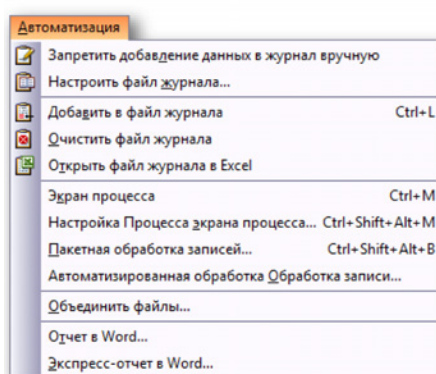 Автоматизация
Запретить добавление данных в журнал вручную
Настроить файл журнала...
Добавить в файл журнала Ctrl+L
Очистить файл журнала
Открыть файл журнала в Excel
Экран процесса Ctrl+M
Настройка Процесса экрана процесса... Ctrl+Shift+Alt+M
Пакетная обработка записей... Ctrl+Shift+Alt+B
Автоматизированная обработка Обработка записи...
Объединить файлы...
Отчет в Word...
Экспресс-отчет в Word...